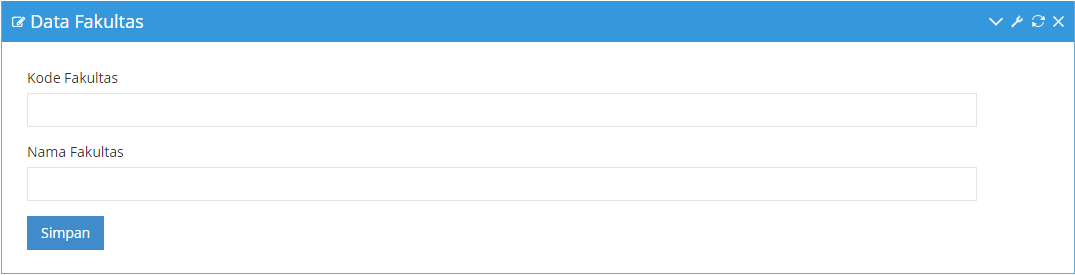 Data Fakultas
Kode Fakultas
Nama Fakultas
Simpan